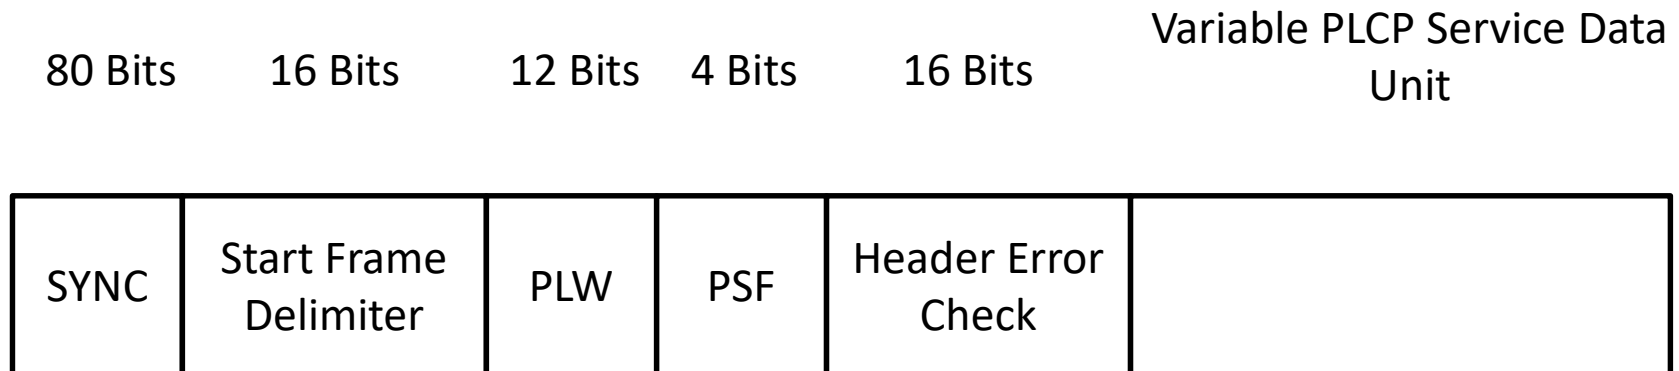 80 Bits 16 Bits 12 Bits 4 Bits 16 Bits Variable PLCP Service Data
Unit
SYNC Start Frame PLW PSF Header Error
Delimiter Check